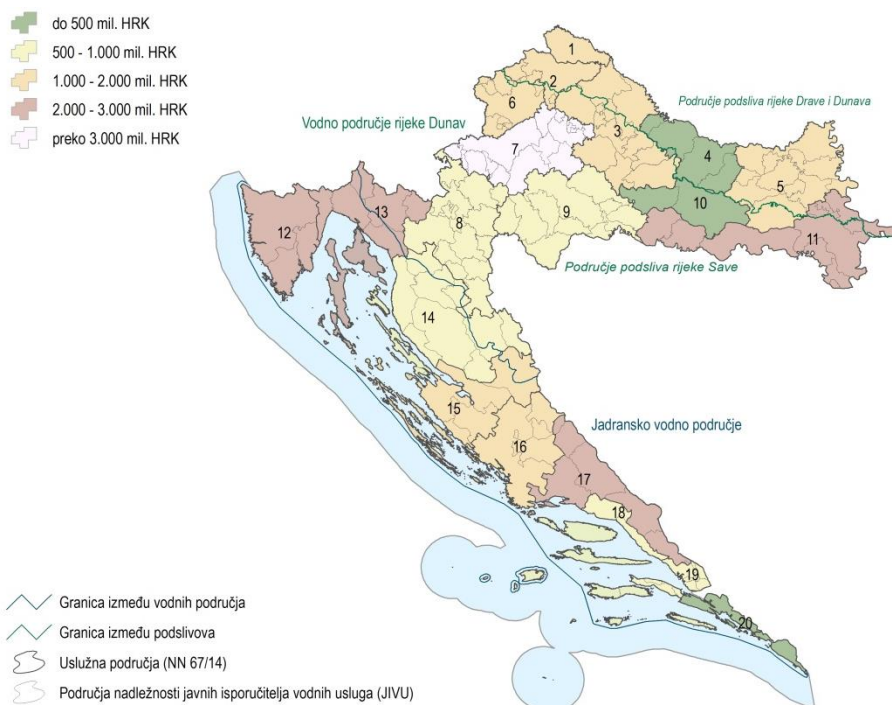 do 500 mil. HRK
500 - 1.000 mil. HRK
1.000 - 2.000 mil. HRK
2.000 - 3.000 mil. HRK
preko 3.000 mil. HRK
1
2
Područje podsliva rijeke Drave i Dunava
6
Vodno područje rijeke Dunav
3
7
4
5
10
13
12
8
9
11
Područje podsliva rijeke Save
14
15
Jadransko vodno područje
16
17
18
19
20
Granica između vodnih područja
Granica između podslivova
Uslužna područja (NN 67/14)
Područja nadležnosti javnih isporučitelja vodnih usluga (JIVU)